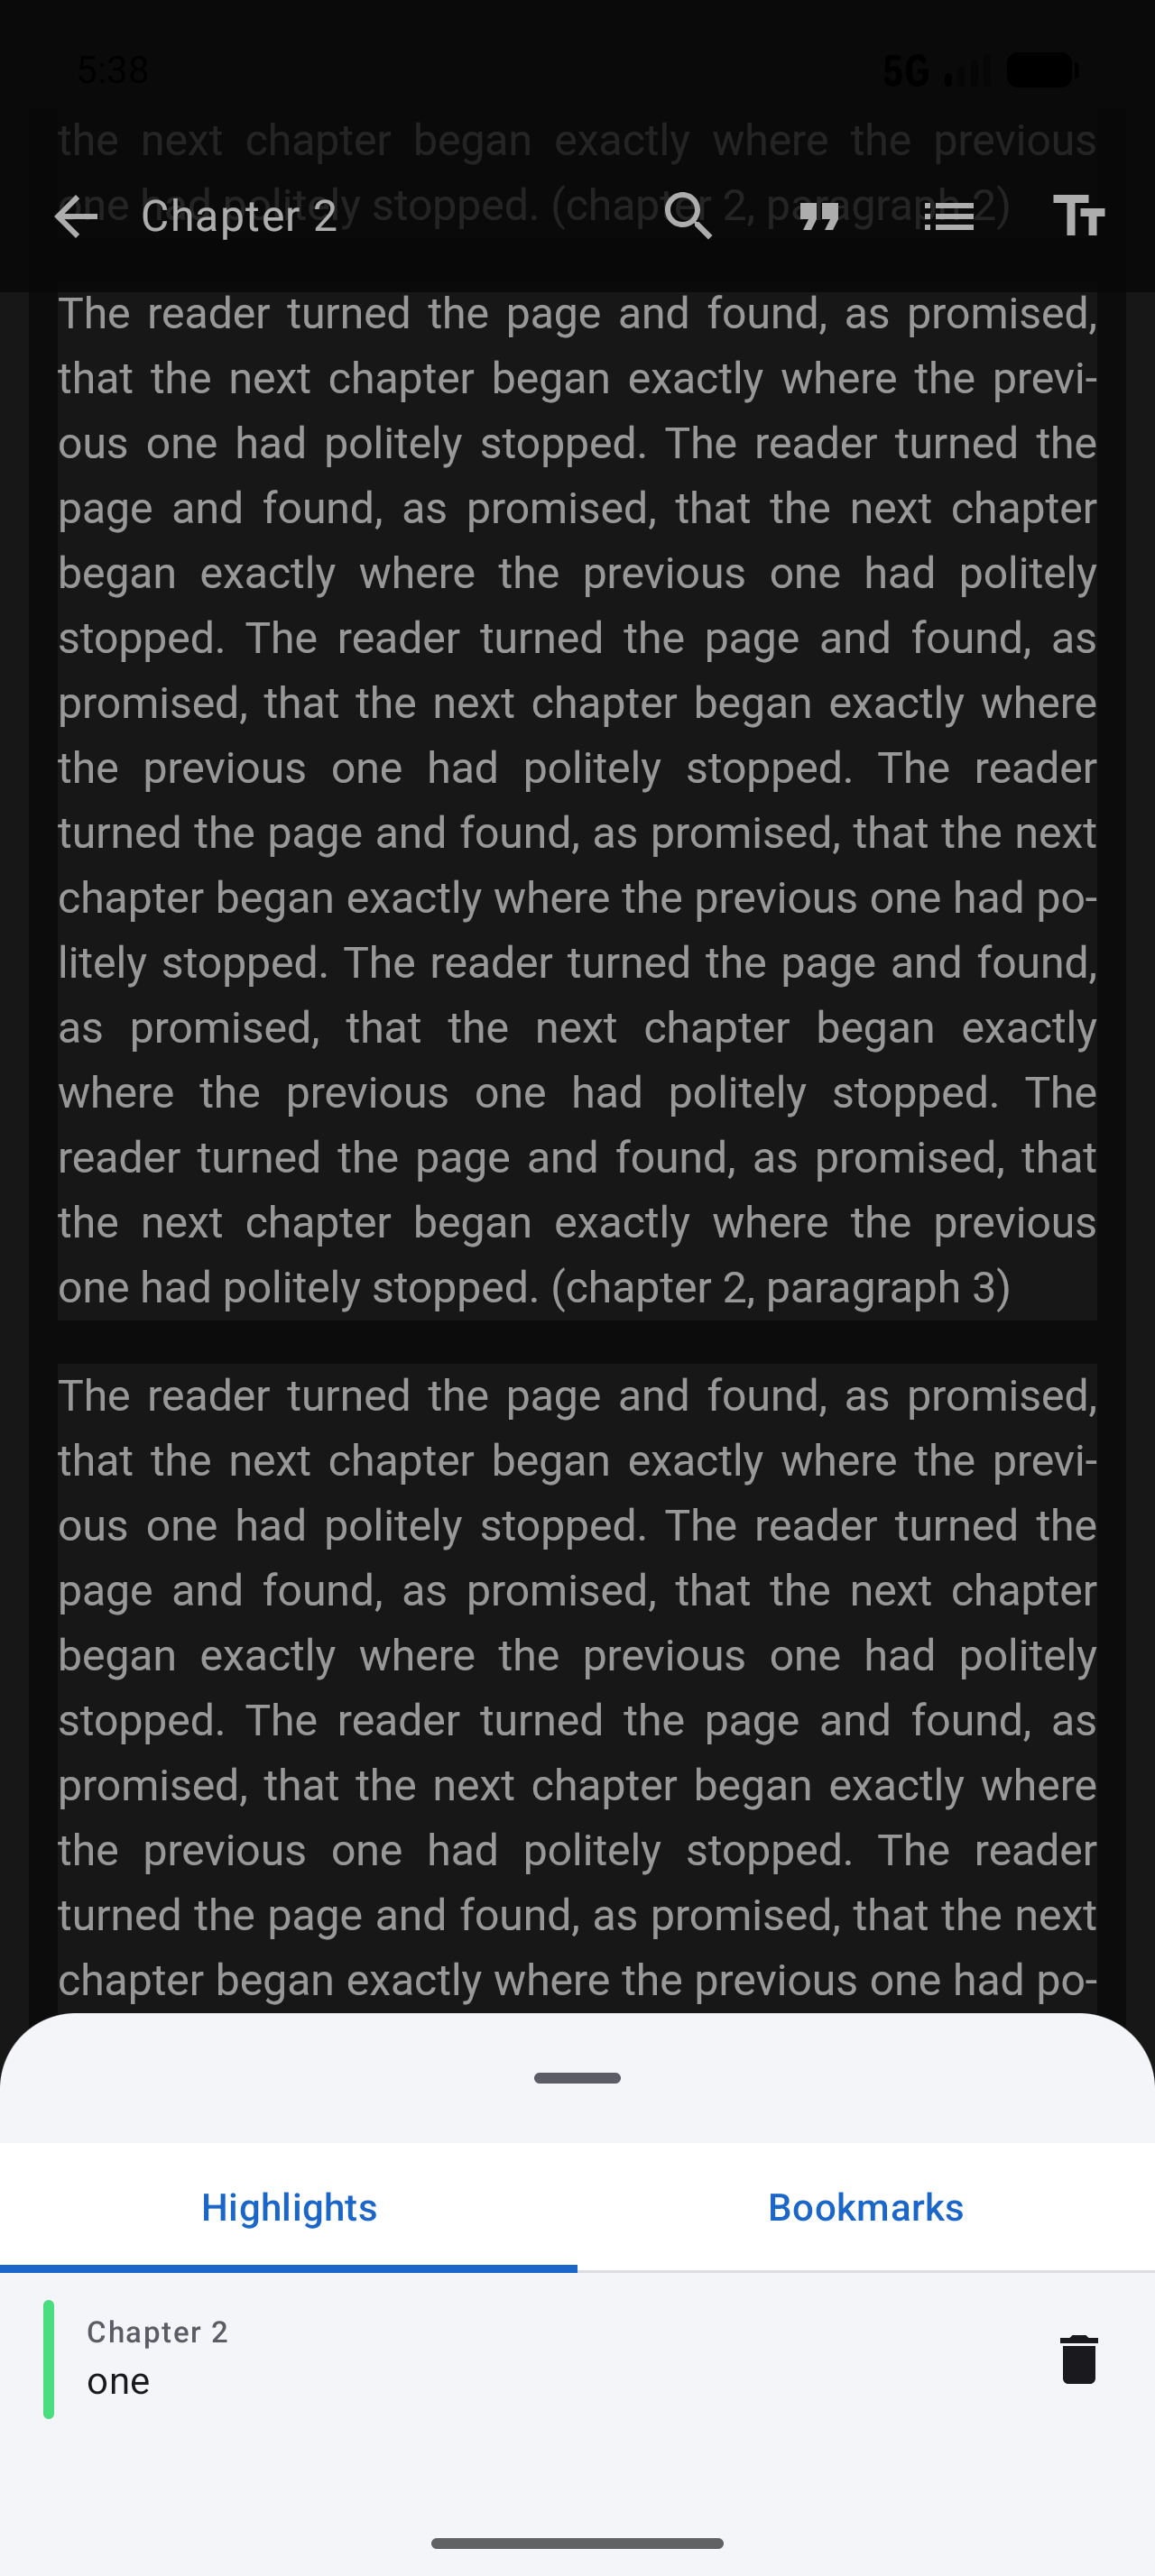 5:38
5G
the next chapter began exactly where the previous
one had politely stopped. (chapter 2, paragraph 2)
Chapter 2
The reader turned the page and found, as promised,
that the next chapter began exactly where the previ-
ous one had politely stopped. The reader turned the
page and found, as promised, that the next chapter
began exactly where the previous one had politely
stopped. The reader turned the page and found, as
promised, that the next chapter began exactly where
the previous one had politely stopped. The reader
turned the page and found, as promised, that the next
chapter began exactly where the previous one had po-
litely stopped. The reader turned the page and found,
as promised, that the next chapter began exactly
where the previous one had politely stopped. The
reader turned the page and found, as promised, that
the next chapter began exactly where the previous
one had politely stopped. (chapter 2, paragraph 3)
The reader turned the page and found, as promised,
that the next chapter began exactly where the previ-
ous one had politely stopped. The reader turned the
page and found, as promised, that the next chapter
began exactly where the previous one had politely
stopped. The reader turned the page and found, as
promised, that the next chapter began exactly where
the previous one had politely stopped. The reader
turned the page and found, as promised, that the next
chapter began exactly where the previous one had po-
Highlights
Bookmarks
Chapter 2
one